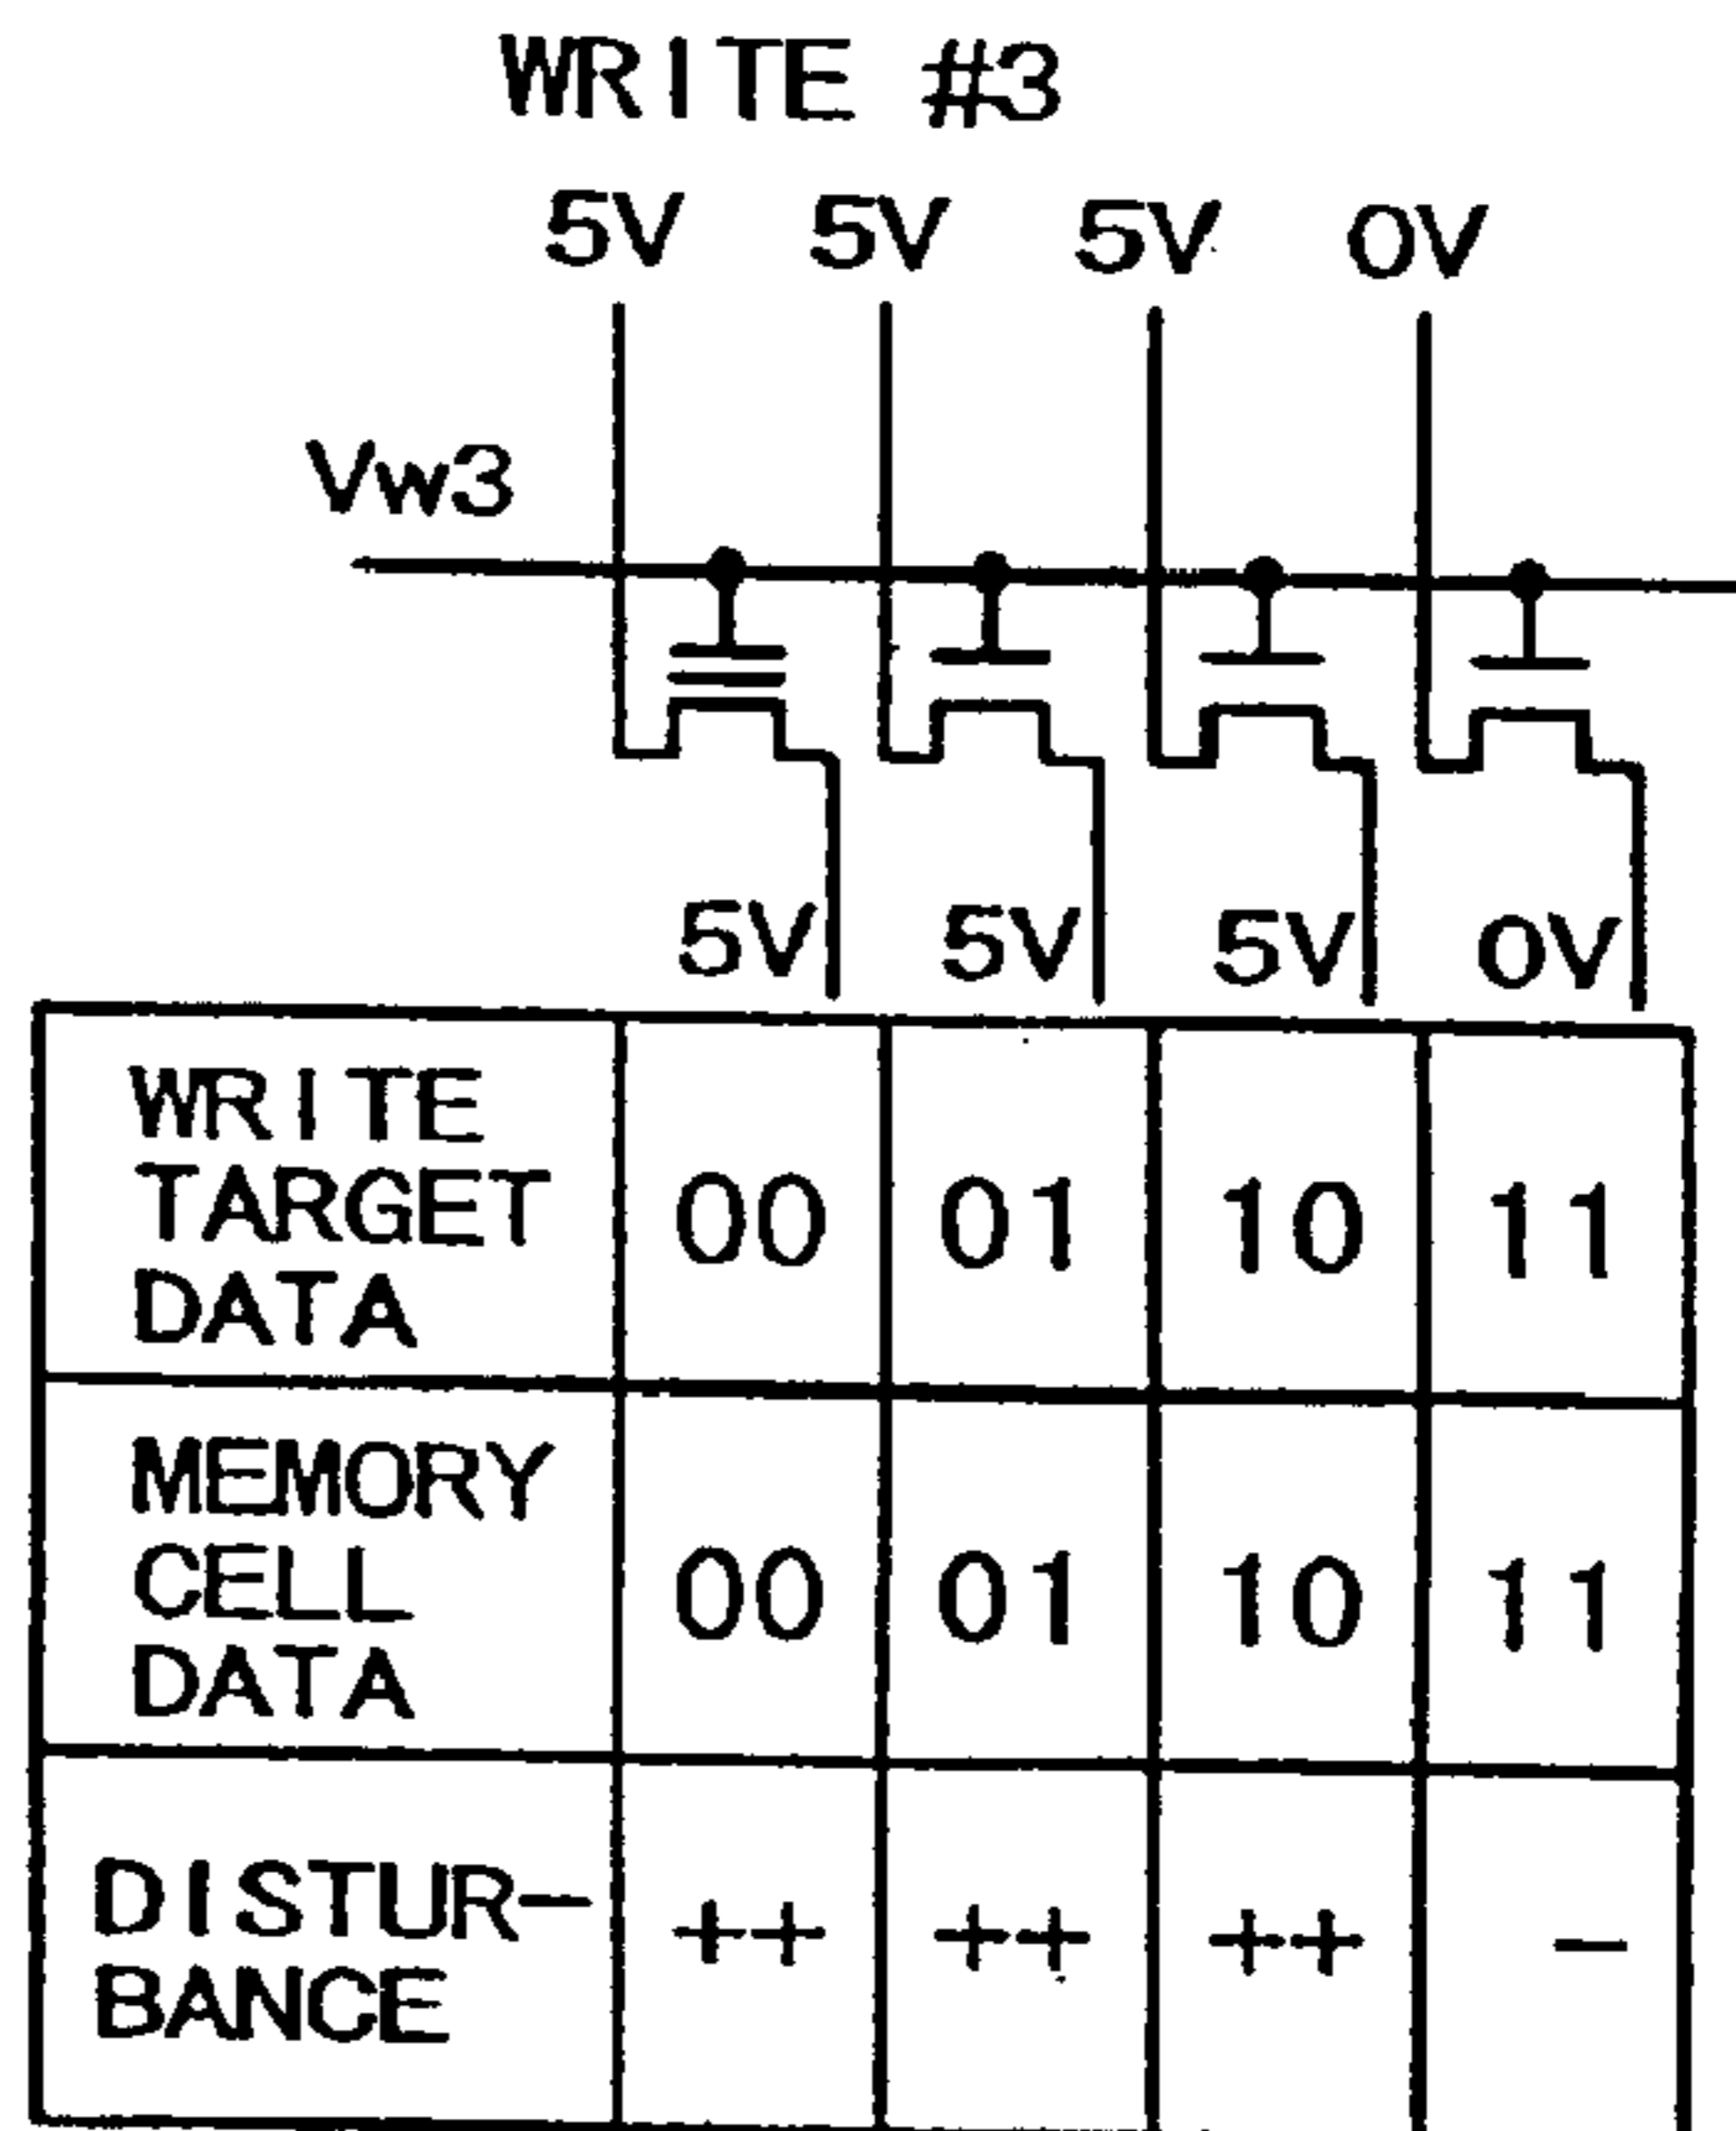 WRITE #3
5V 5V 5V 0V
Vw3
5V 5V 5V 0V
WRITE
TARGET 00 01 10 11
DATA
MEMORY
CELL 00 01 10 11
DATA
DISTUR-
++ ++ ++ -
BANCE